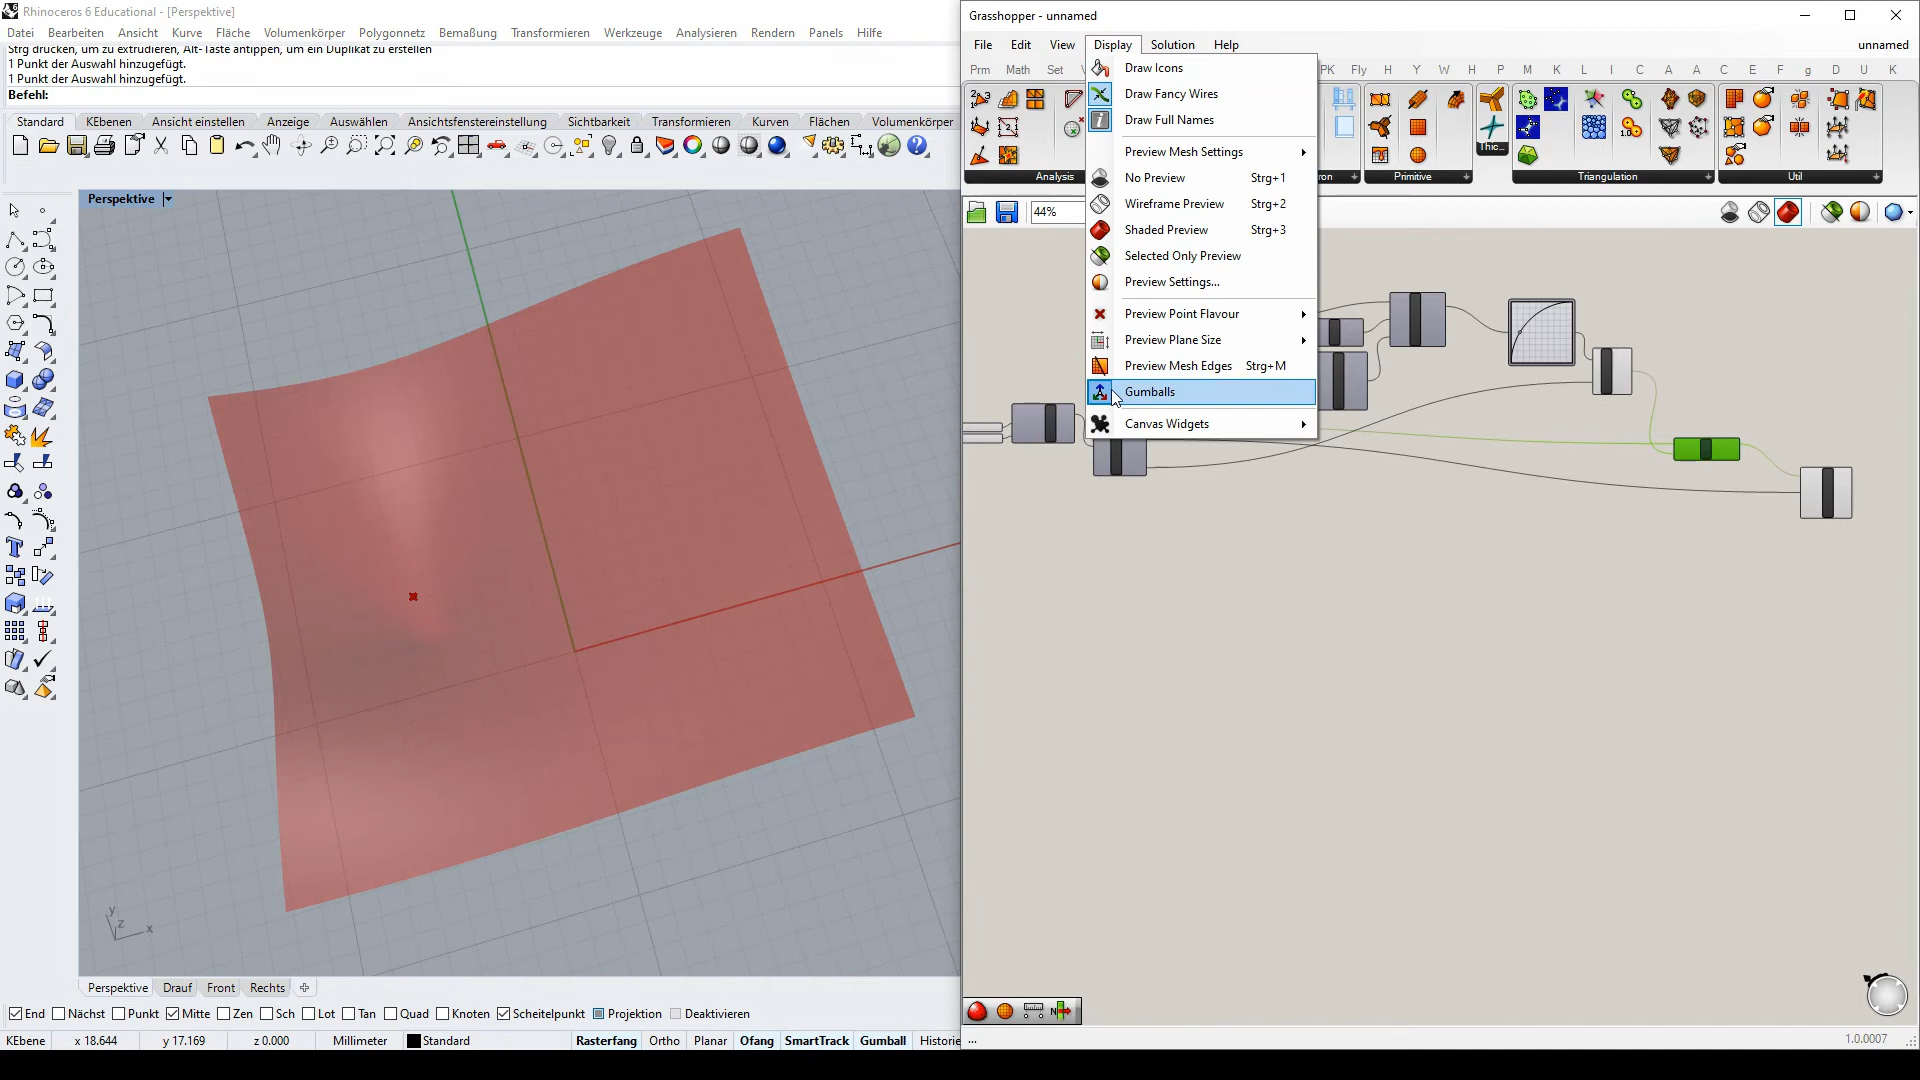 Rhinoceros 6 Educational - [Perspektive]
Datei Bearbeiten Ansicht Kurve Fläche Volumenkörper Polygonnetz Bemaßung Transformieren Werkzeuge Analysieren Rendern Panels Hilfe
Strg drücken, um zu extrudieren, Alt-Taste antippen, um ein Duplikat zu erstellen
1 Punkt der Auswahl hinzugefügt.
1 Punkt der Auswahl hinzugefügt.
Befehl:
Standard KEbenen Ansicht einstellen Anzeige Auswählen Ansichtsfenstereinstellung Sichtbarkeit Transformieren Kurven Flächen Volumenkörper
Perspektive
y
z
x
Perspektive Drauf Front Rechts
End Nächst Punkt Mitte Zen Sch Lot Tan Quad Knoten Scheitelpunkt Projektion Deaktivieren
KEbene x 18.644 y 17.169 z 0.000 Millimeter Standard Rasterfang Ortho Planar Ofang SmartTrack Gumball Historie
Grasshopper - unnamed
File Edit View Display Solution Help unnamed
Prm Math Set PK Fly H Y W H P M K L I C A A C E F g D U K
Analysis Primitive Thic... Triangulation Util
44%
Draw Icons
Draw Fancy Wires
Draw Full Names
Preview Mesh Settings
No Preview Strg+1
Wireframe Preview Strg+2
Shaded Preview Strg+3
Selected Only Preview
Preview Settings...
Preview Point Flavour
Preview Plane Size
Preview Mesh Edges Strg+M
Gumballs
Canvas Widgets
... 1.0.0007